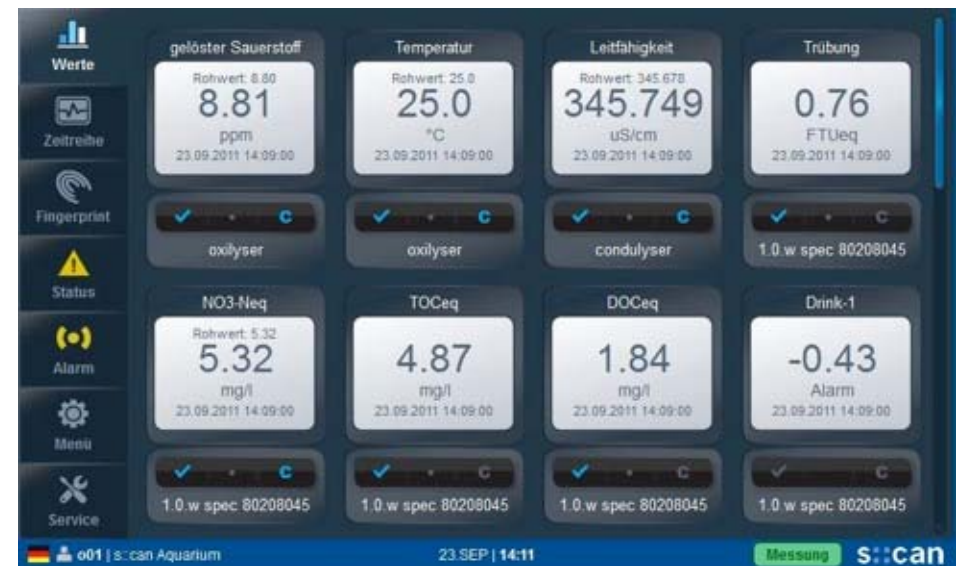 Werte
Zeitreihe
Fingerprint
Status
Alarm
Menü
Service
gelöster Sauerstoff
Rohwert: 8.80
8.81
ppm
23.09.2011 14:09:00
oxilyser
Temperatur
Rohwert: 25.0
25.0
°C
23.09.2011 14:09:00
oxilyser
Leitfähigkeit
Rohwert: 345.678
345.749
uS/cm
23.09.2011 14:09:00
condulyser
Trübung
0.76
FTUeq
23.09.2011 14:09:00
1.0.w spec 80208045
NO3-Neq
Rohwert: 5.32
5.32
mg/l
23.09.2011 14:09:00
C
1.0.w spec 80208045
TOCeq
4.87
mg/l
23.09.2011 14:09:00
C
1.0.w spec 80208045
DOCeq
1.84
mg/l
23.09.2011 14:09:00
C
1.0.w spec 80208045
Drink-1
-0.43
Alarm
23.09.2011 14:09:00
C
1.0.w spec 80208045
o01 | s::can Aquarium
23.SEP | 14:11
Messung
s::can